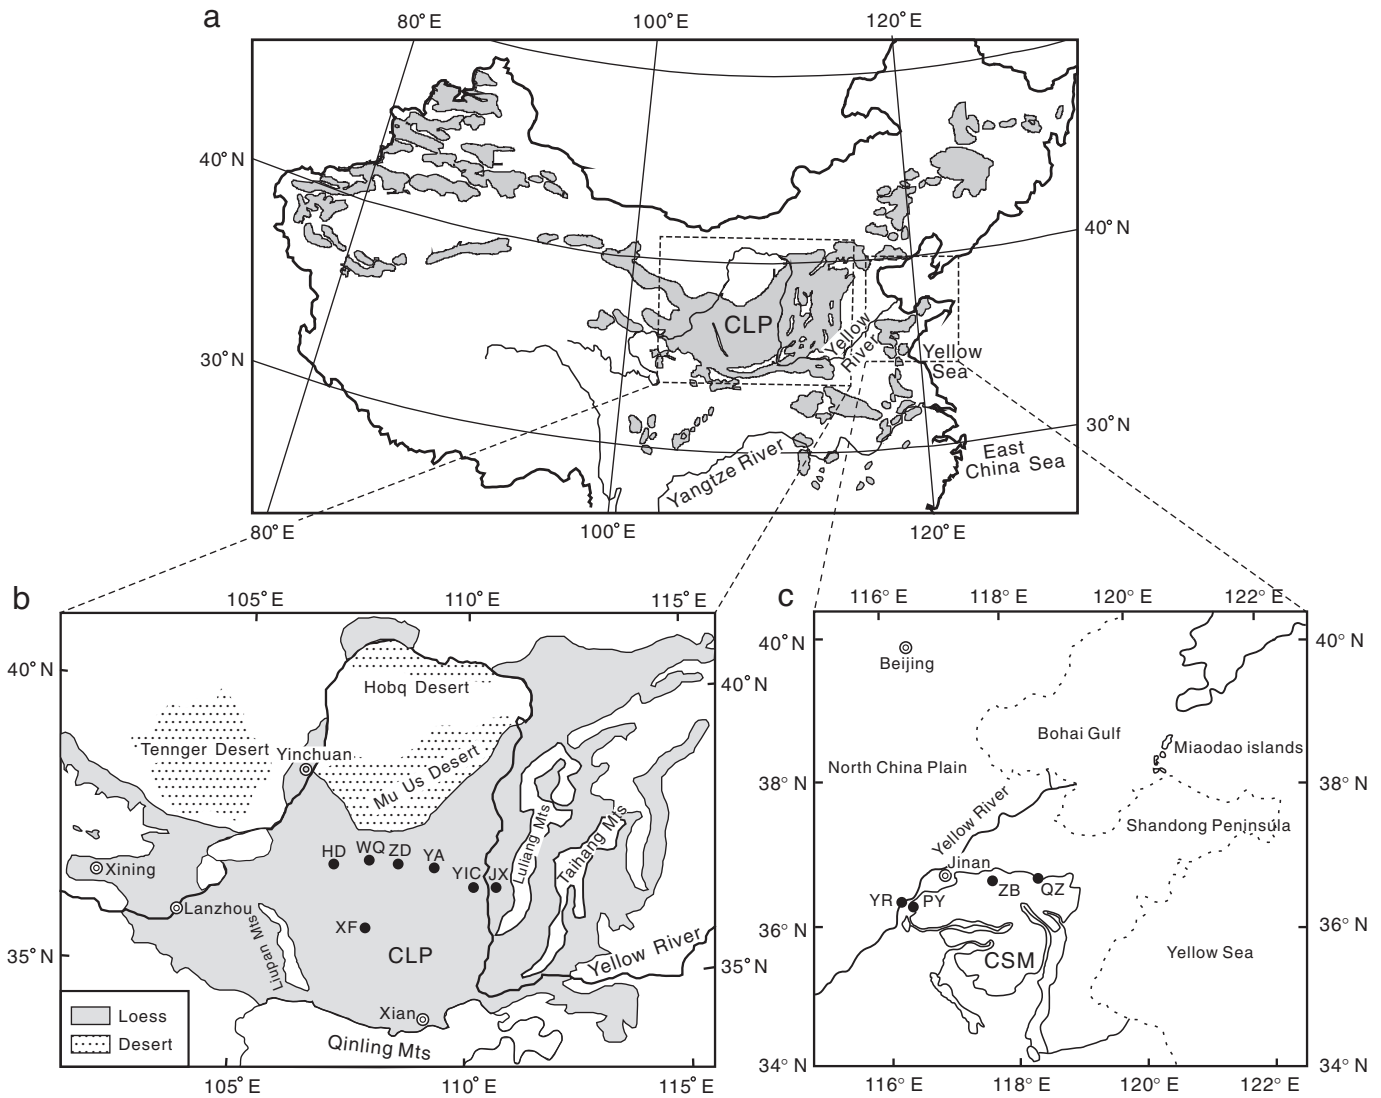 a
80° E
100° E
120° E
40° N
40° N
CLP
Yellow
River
Yellow
Sea
30° N
30° N
East
China Sea
Yangtze River
80° E
100° E
120° E
b
105° E
110° E
115° E
40° N
40° N
Hobq Desert
Tennger Desert
Yinchuan
Mu Us Desert
Luliang Mts
Taihang Mts
HD
WQ
ZD
YA
YIC
JX
Xining
Lanzhou
XF
Liupan Mts
CLP
35° N
35° N
Yellow River
Loess
Desert
Xian
Qinling Mts
105° E
110° E
115° E
c
116° E
118° E
120° E
122° E
40° N
40° N
Beijing
Bohai Gulf
Miaodao islands
North China Plain
38° N
38° N
Yellow River
Shandong Peninsula
Jinan
ZB
QZ
YR
PY
36° N
36° N
CSM
Yellow Sea
34° N
34° N
116° E
118° E
120° E
122° E